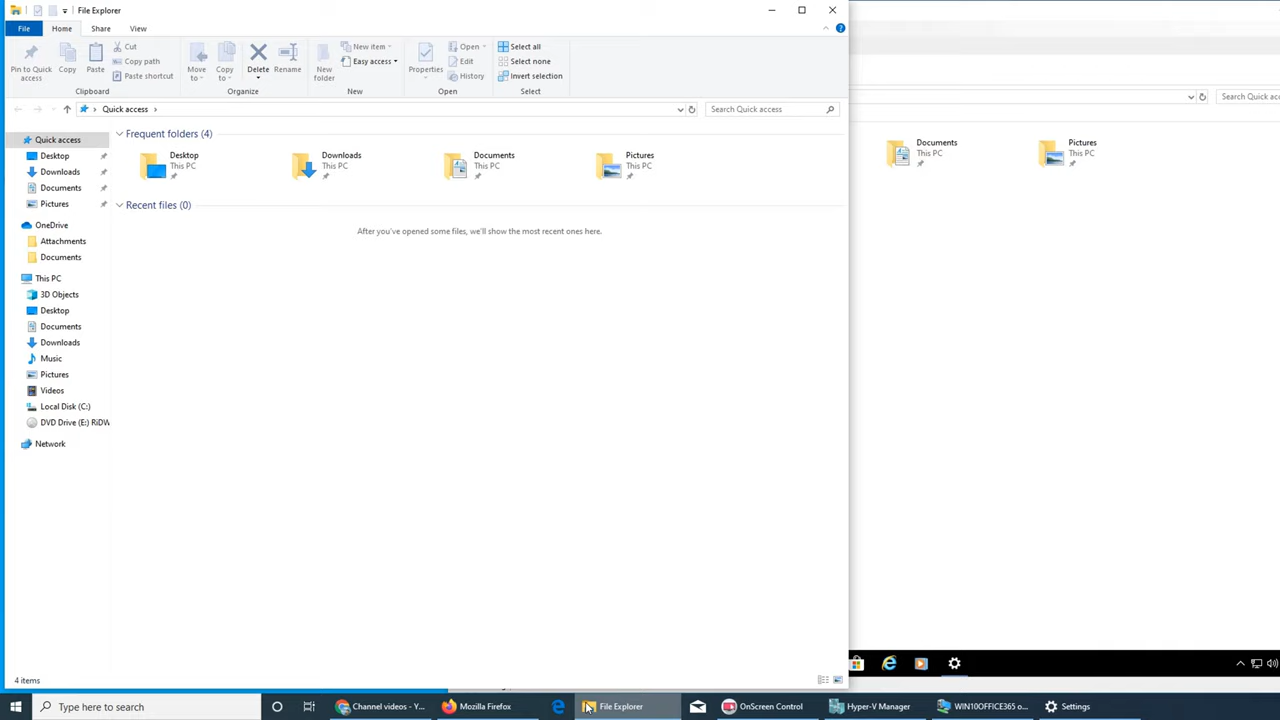 File Explorer
File
Home
Share
View
Pin to Quick access
Copy
Paste
Cut
Copy path
Paste shortcut
Clipboard
Move to
Copy to
Delete
Rename
Organize
New folder
New item
Easy access
New
Properties
Open
Edit
History
Open
Select all
Select none
Invert selection
Select
Quick access
Search Quick access
Search Quick acces
Quick access
Desktop
Downloads
Documents
Pictures
OneDrive
Attachments
Documents
This PC
3D Objects
Desktop
Documents
Downloads
Music
Pictures
Videos
Local Disk (C:)
DVD Drive (E:) RiDW
Network
Frequent folders (4)
Desktop
This PC
Downloads
This PC
Documents
This PC
Pictures
This PC
Recent files (0)
After you've opened some files, we'll show the most recent ones here.
Documents
This PC
Pictures
This PC
4 items
Type here to search
Channel videos - Y...
Mozilla Firefox
File Explorer
OnScreen Control
Hyper-V Manager
WIN10OFFICE365 o...
Settings